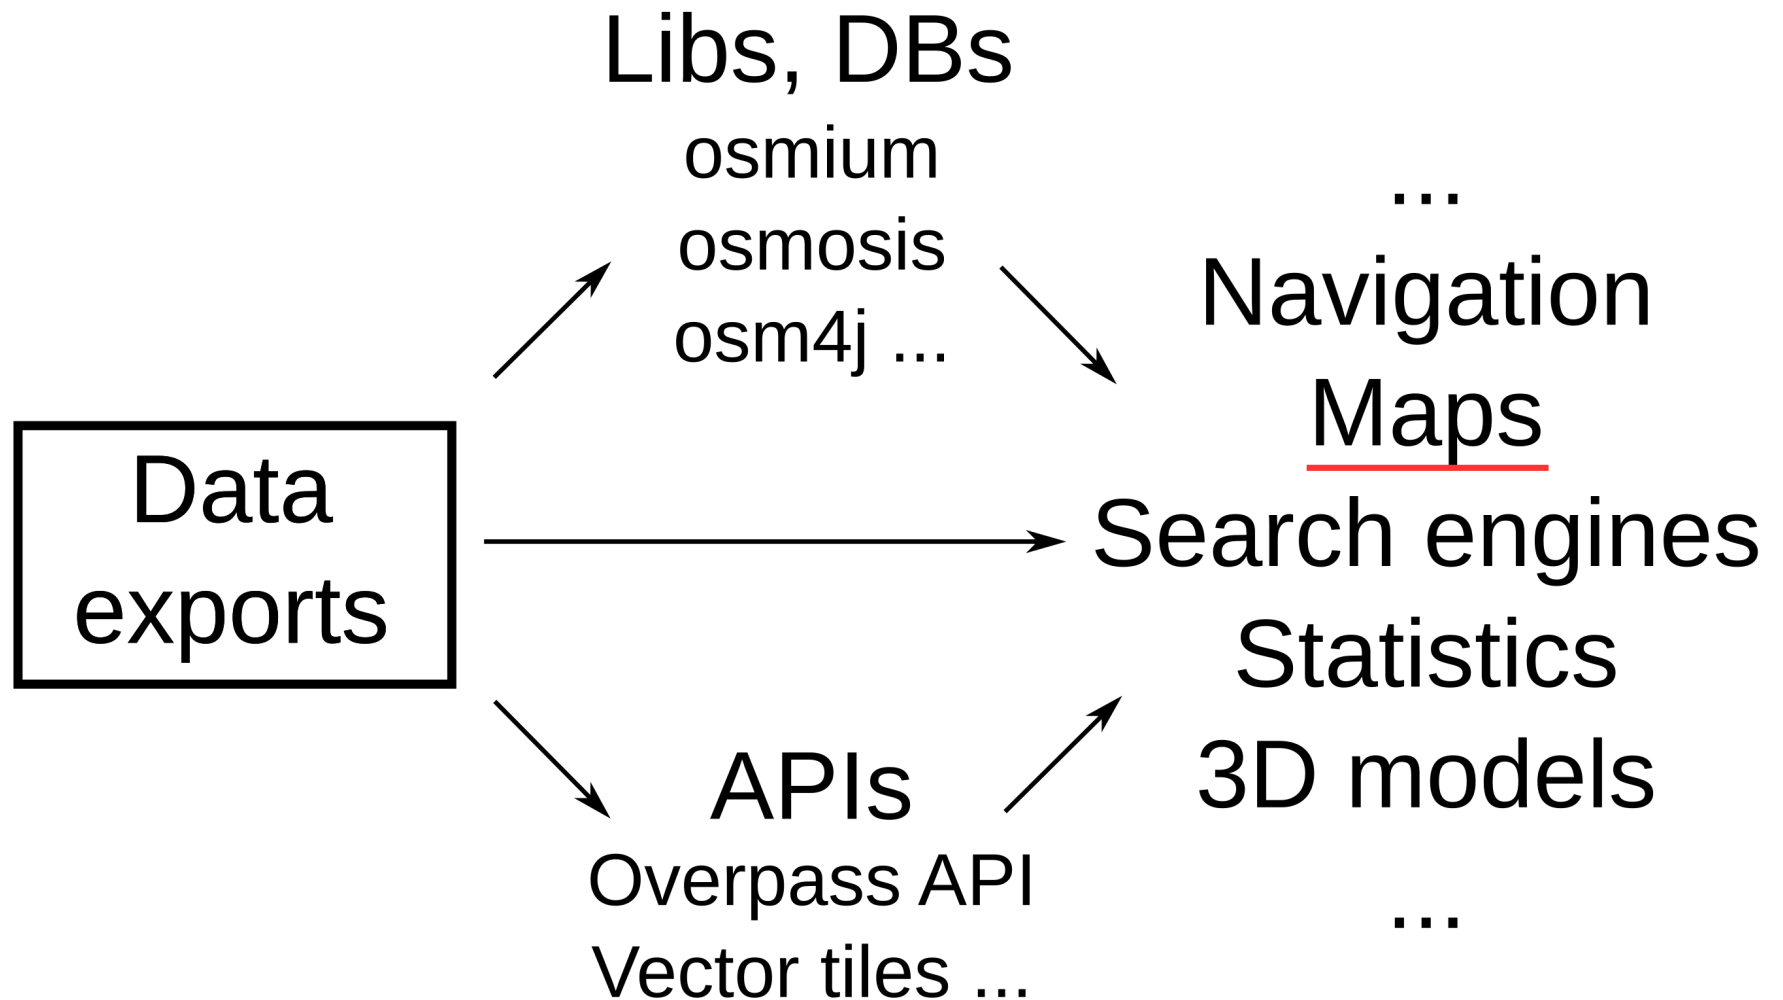 Libs, DBs
osmium
osmosis
osm4j ...
Data
exports
APIs
Overpass API
Vector tiles ...
...
Navigation
Maps
Search engines
Statistics
3D models
...